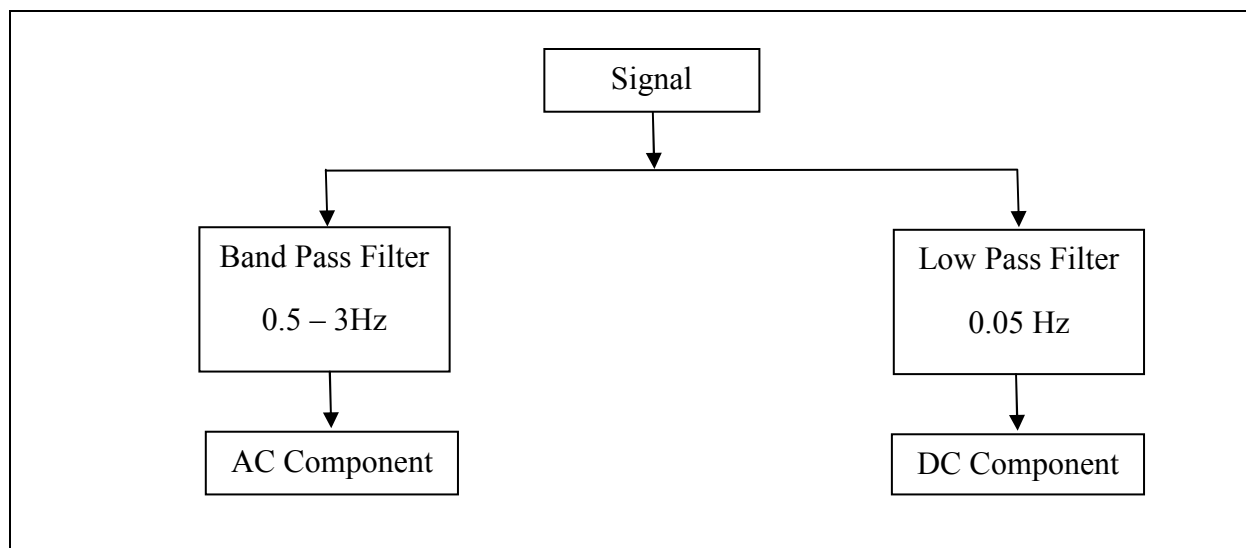 Signal
Band Pass Filter
0.5 – 3Hz
Low Pass Filter
0.05 Hz
AC Component
DC Component